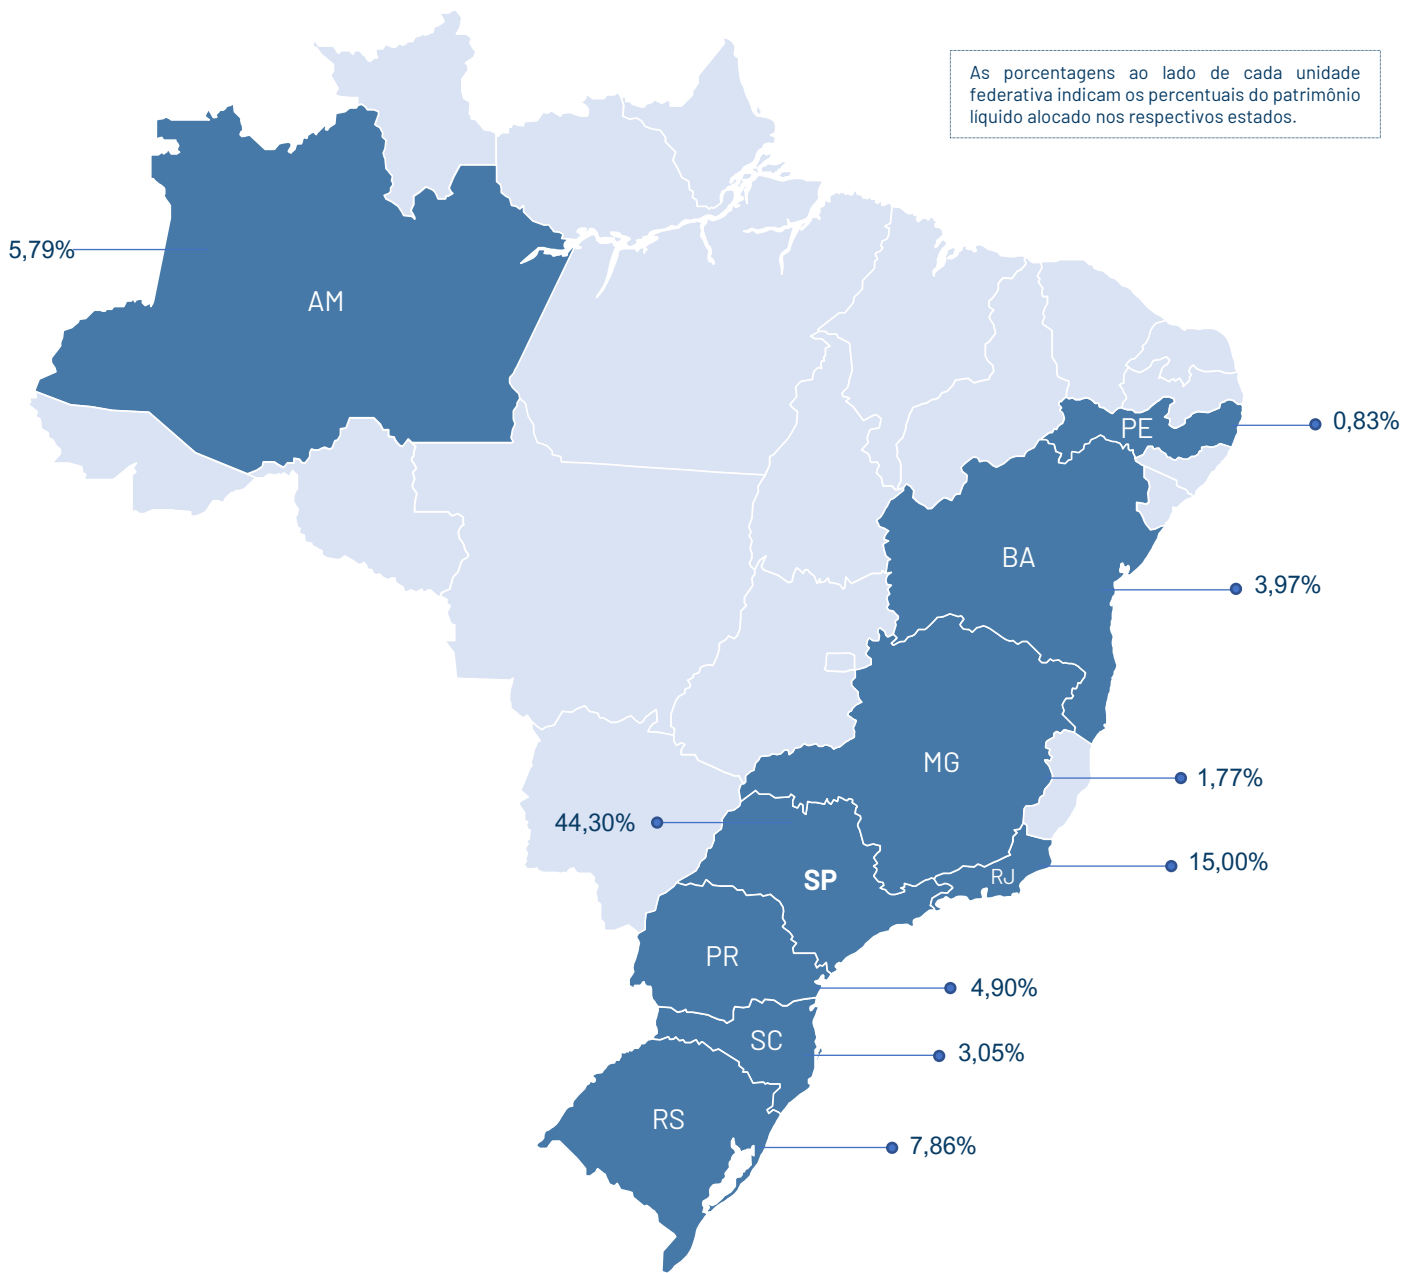 As porcentagens ao lado de cada unidade
federativa indicam os percentuais do patrimônio
líquido alocado nos respectivos estados.
5,79%
AM
PE
0,83%
BA
3,97%
MG
1,77%
44,30%
SP
RJ
15,00%
PR
4,90%
SC
3,05%
RS
7,86%